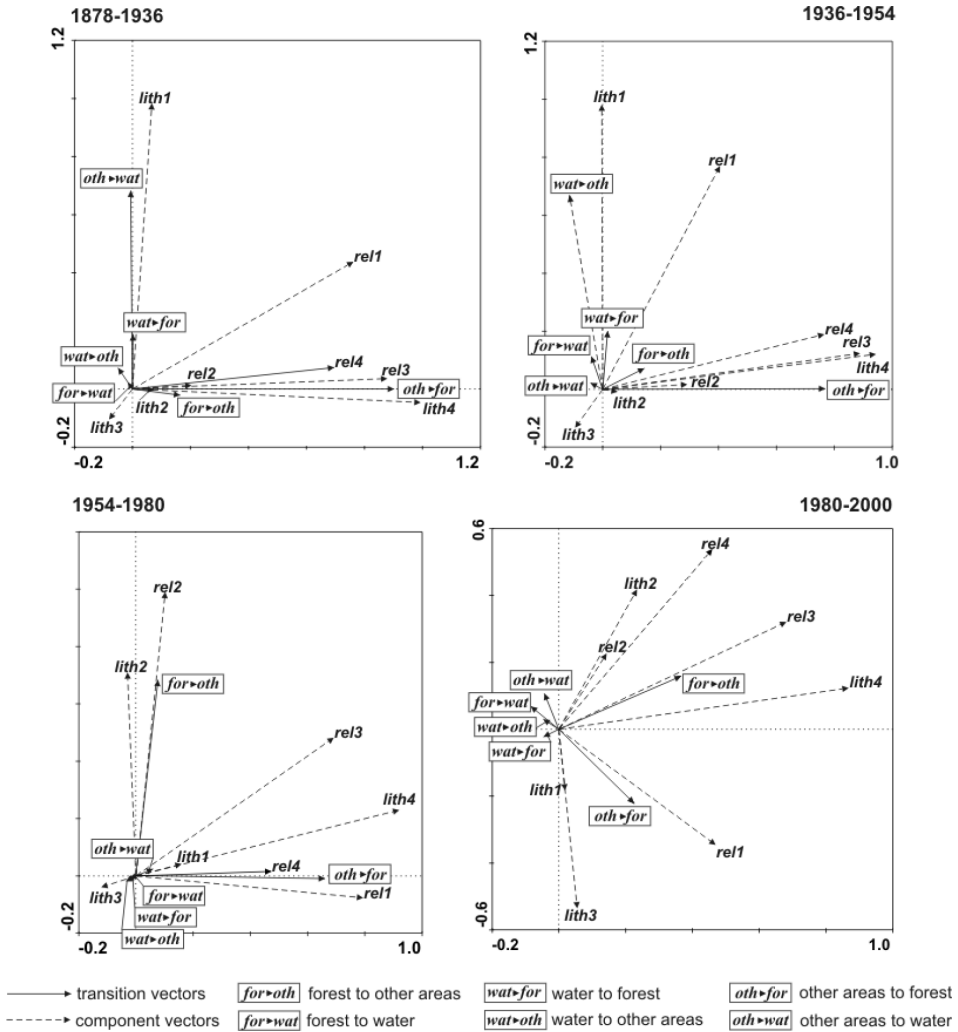 1878-1936
1.2
lith1
oth▸wat
rel1
wat▸for
wat▸oth
rel4
rel3
rel2
for▸wat
oth▸for
lith2
for▸oth
lith4
lith3
-0.2
-0.2
1.2
1936-1954
1.2
lith1
rel1
wat▸oth
wat▸for
rel4
for▸wat
for▸oth
rel3
lith4
oth▸wat
rel2
oth▸for
lith2
lith3
-0.2
-0.2
1.0
1954-1980
rel2
lith2
for▸oth
rel3
lith4
oth▸wat
lith1
rel4
oth▸for
lith3
for▸wat
rel1
wat▸for
wat▸oth
-0.2
-0.2
1.0
1980-2000
0.6
rel4
lith2
rel3
rel2
oth▸wat
for▸oth
lith4
for▸wat
wat▸oth
wat▸for
lith1
oth▸for
rel1
lith3
-0.6
-0.2
1.0
transition vectors for▸oth forest to other areas wat▸for water to forest oth▸for other areas to forest
component vectors for▸wat forest to water wat▸oth water to other areas oth▸wat other areas to water